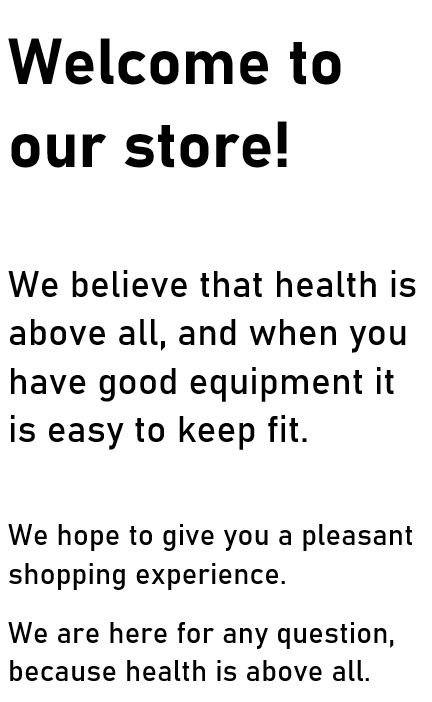 Welcome to
our store!
We believe that health is
above all, and when you
have good equipment it
is easy to keep fit.
We hope to give you a pleasant
shopping experience.
We are here for any question,
because health is above all.